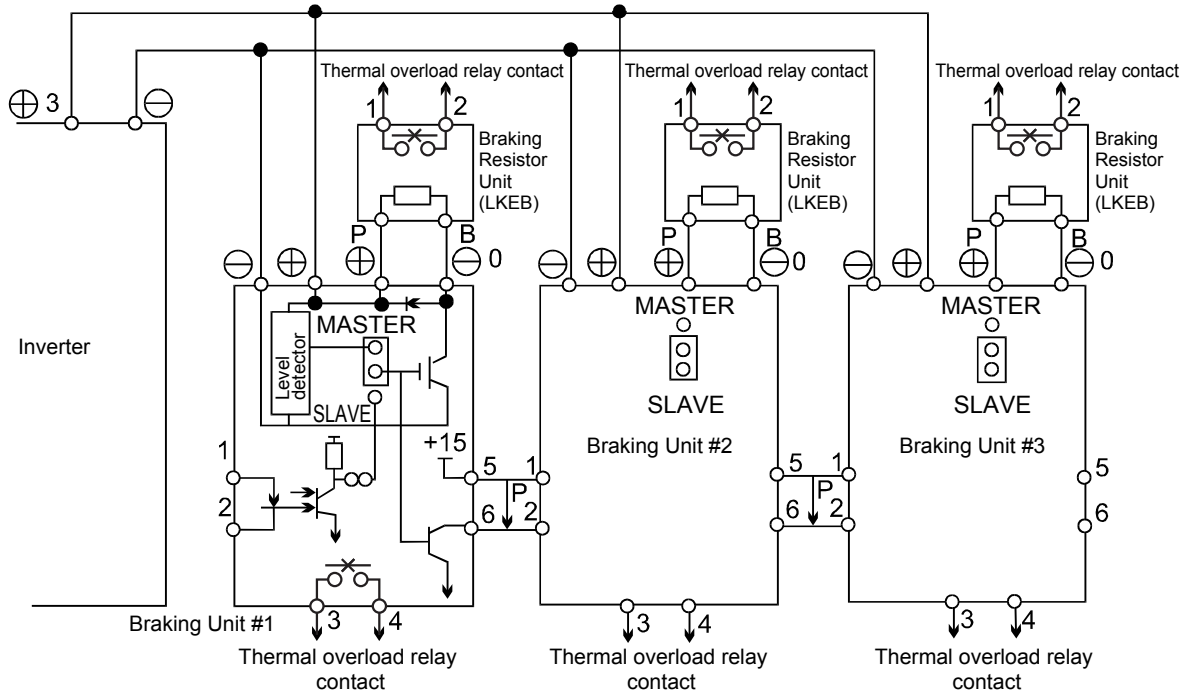 Thermal overload relay contact
Thermal overload relay contact
Thermal overload relay contact
⊕ 3 ⊖
1 2
1 2
1 2
Braking
Resistor
Unit
(LKEB)
Braking
Resistor
Unit
(LKEB)
Braking
Resistor
Unit
(LKEB)
P B
P B
P B
⊖ ⊕ ⊕ ⊖ 0
⊖ ⊕ ⊕ ⊖ 0
⊖ ⊕ ⊕ ⊖ 0
Inverter
MASTER
Level
detector
SLAVE
MASTER
SLAVE
MASTER
SLAVE
Braking Unit #2
Braking Unit #3
+15
1
2
5
6
P
1
2
5
6
P
1
2
5
6
3 4
3 4
3 4
Braking Unit #1
Thermal overload relay
contact
Thermal overload relay
contact
Thermal overload relay
contact